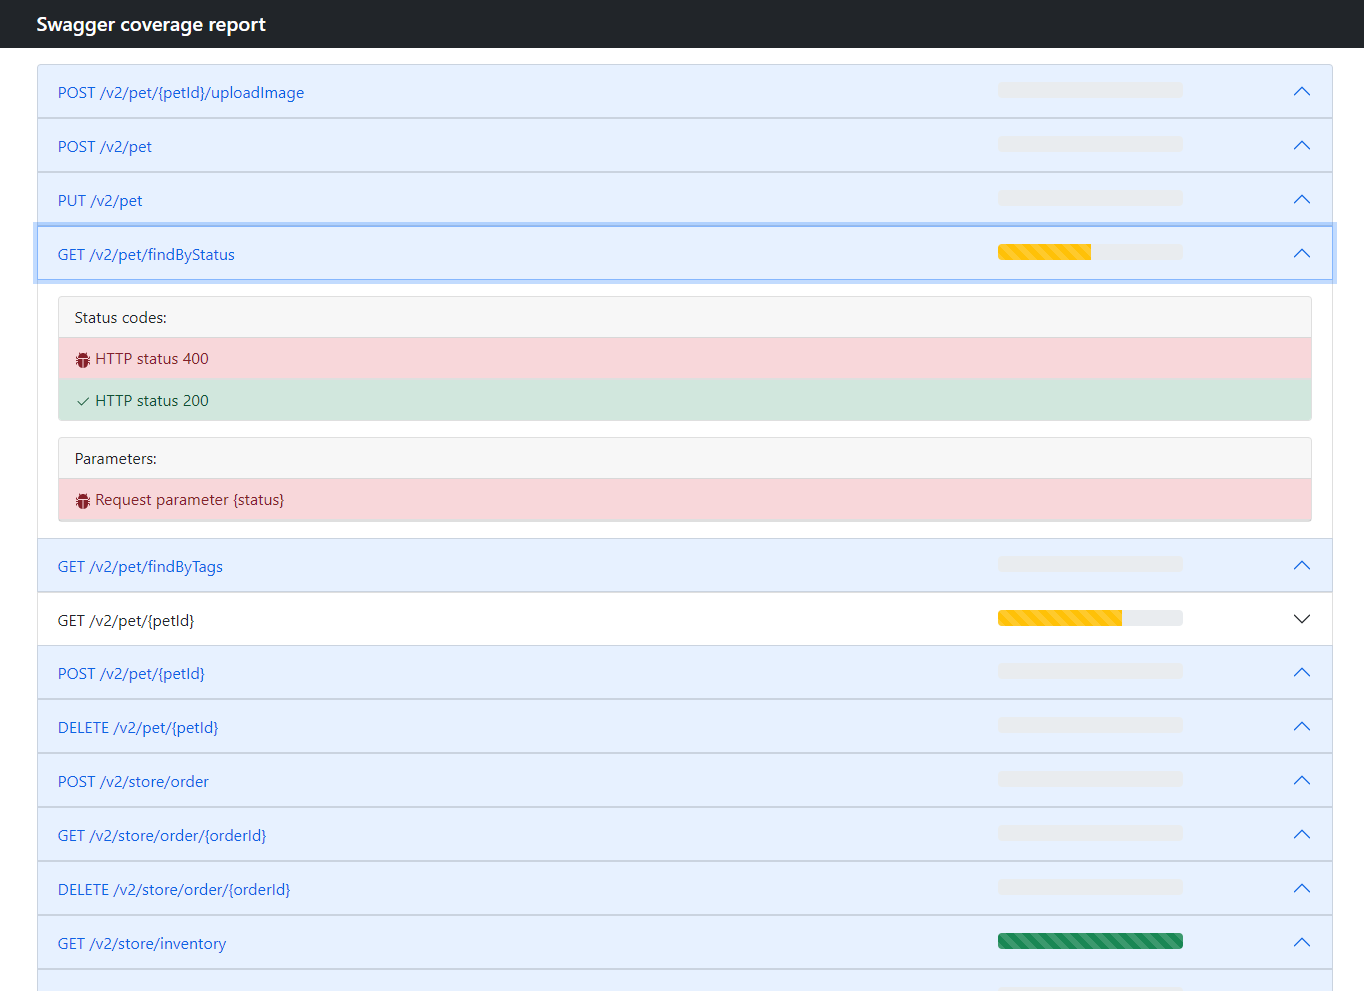 Swagger coverage report
POST /v2/pet/{petId}/uploadImage
POST /v2/pet
PUT /v2/pet
GET /v2/pet/findByStatus
Status codes:
HTTP status 400
HTTP status 200
Parameters:
Request parameter {status}
GET /v2/pet/findByTags
GET /v2/pet/{petId}
POST /v2/pet/{petId}
DELETE /v2/pet/{petId}
POST /v2/store/order
GET /v2/store/order/{orderId}
DELETE /v2/store/order/{orderId}
GET /v2/store/inventory